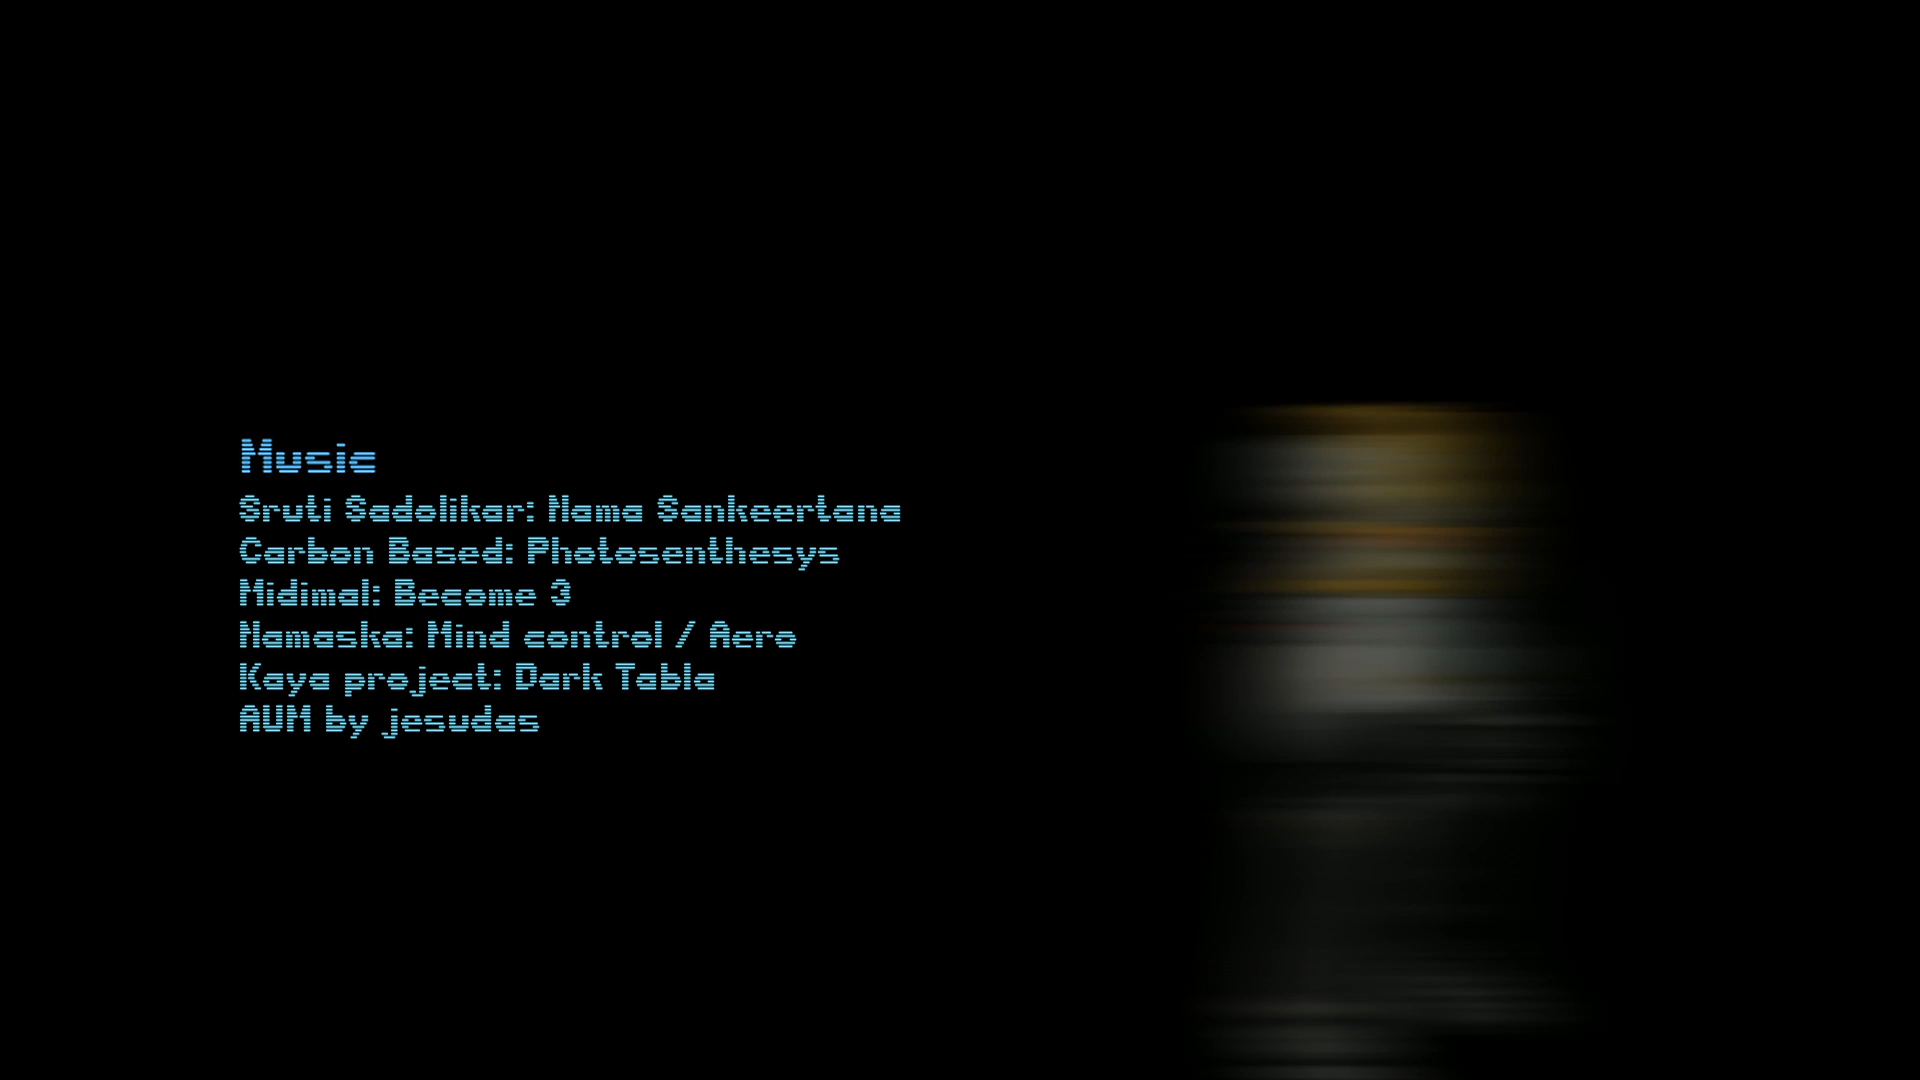 Music
Sruti Sadolikar: Nama Sankeertana
Carbon Based: Photosenthesys
Midimal: Become 3
Namaska: Mind control / Aero
Kaya project: Dark Tabla
AUM by jesudas